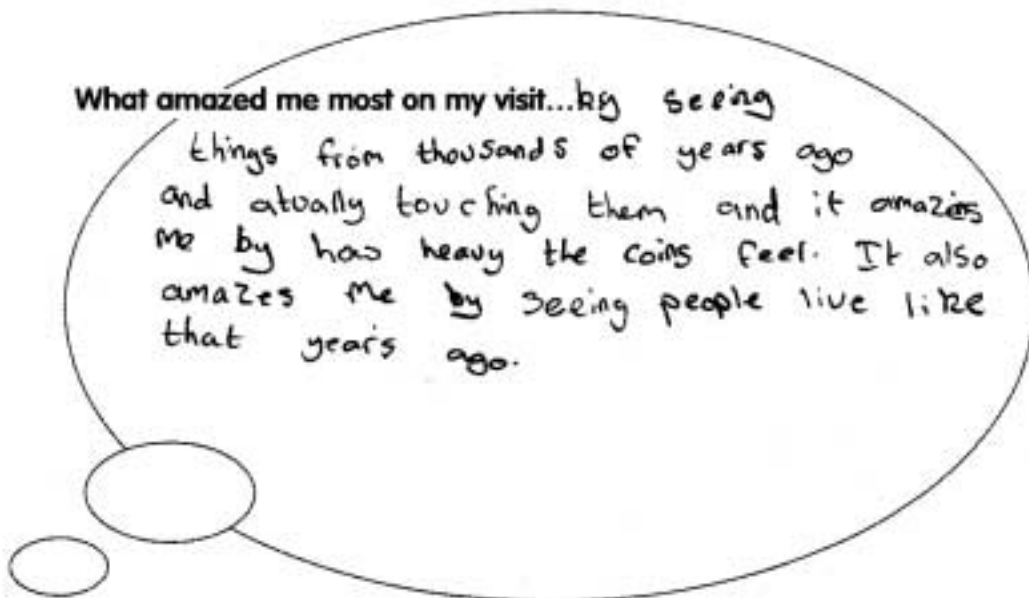 What amazed me most on my visit...by seeing
things from thousands of years ago
and atually touching them and it amazes
me by how heavy the coins feel. It also
amazes me by seeing people live like
that years ago.